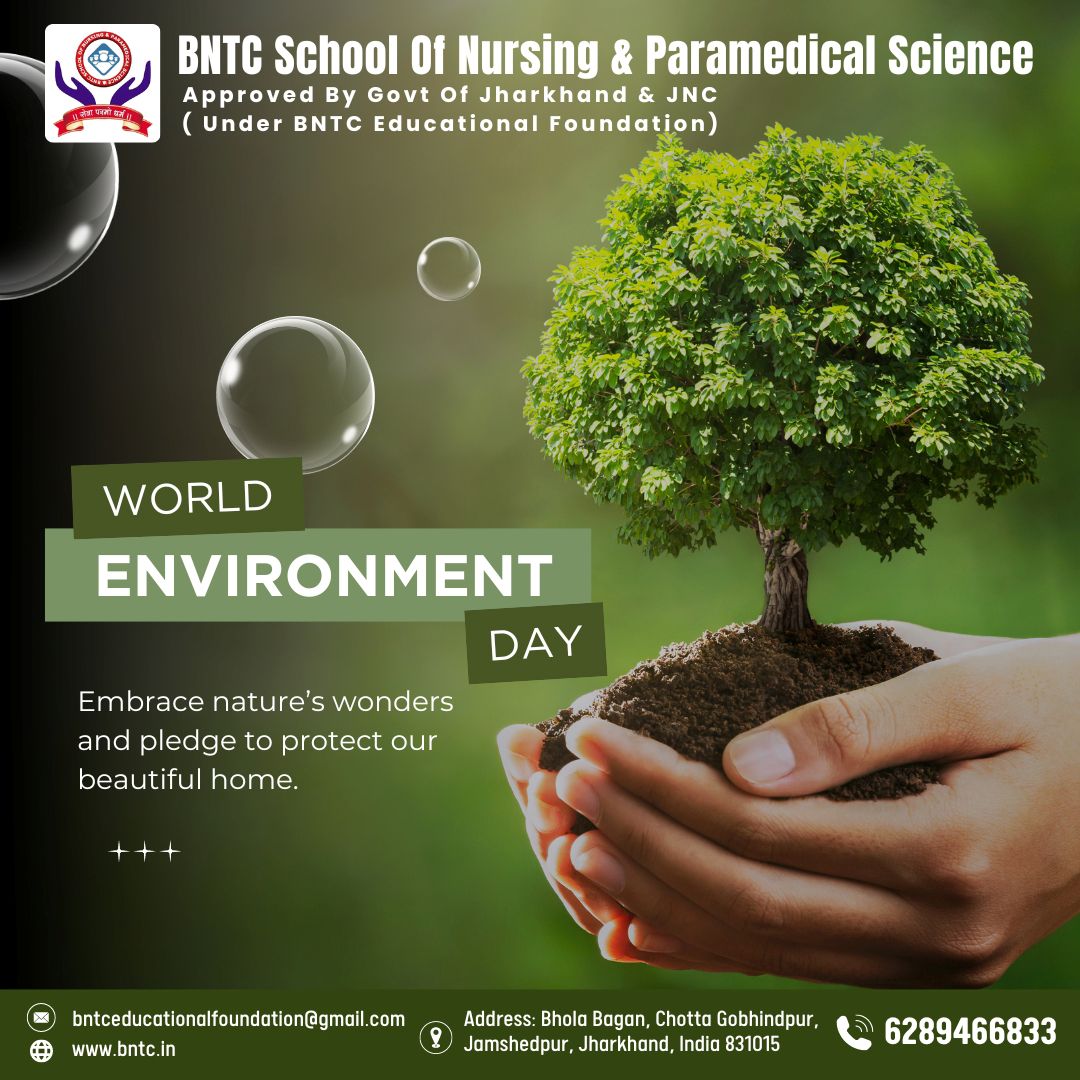 BNTC School Of Nursing & Paramedical Science
Approved By Govt Of Jharkhand & JNC
( Under BNTC Educational Foundation)
|| सेवा परमो धर्म ||
WORLD
ENVIRONMENT
DAY
Embrace nature’s wonders
and pledge to protect our
beautiful home.
bntceducationalfoundation@gmail.com
www.bntc.in
Address: Bhola Bagan, Chotta Gobhindpur,
Jamshedpur, Jharkhand, India 831015
6289466833